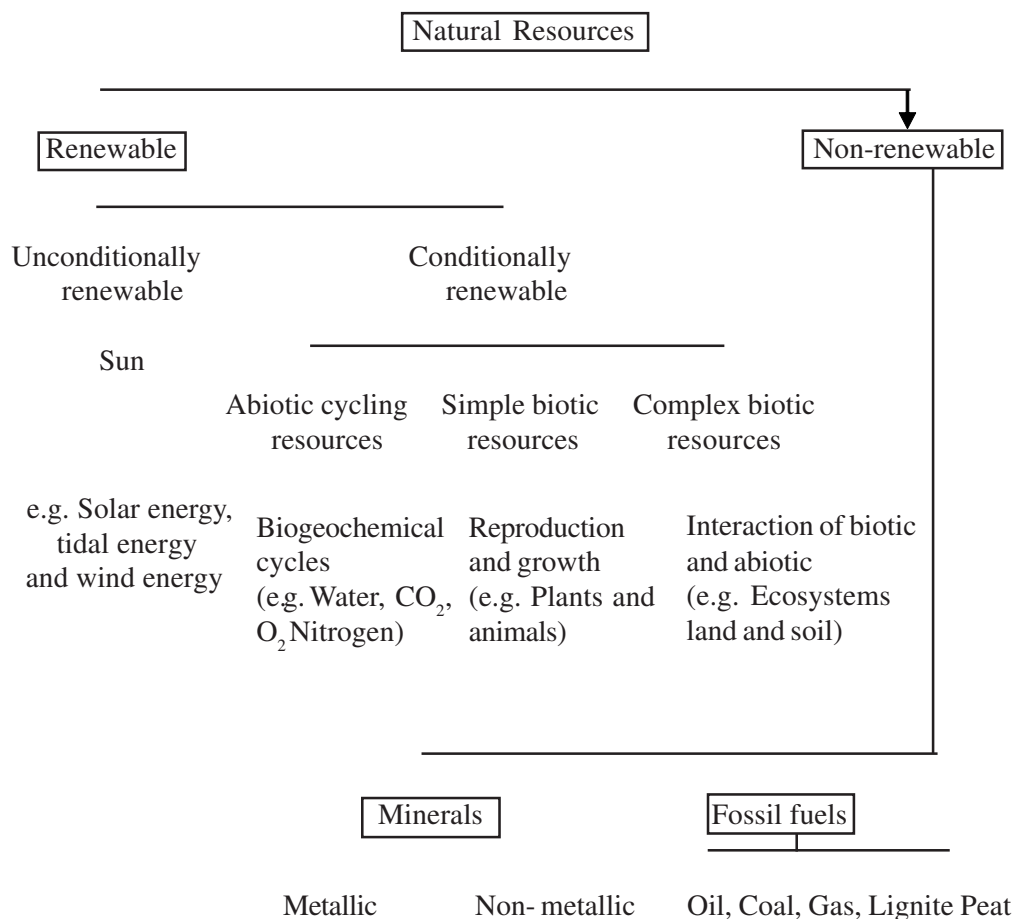 Natural Resources
Renewable
Non-renewable
Unconditionally
renewable
Conditionally
renewable
Sun
Abiotic cycling
resources
Simple biotic
resources
Complex biotic
resources
e.g. Solar energy,
tidal energy
and wind energy
Biogeochemical
cycles
(e.g. Water, CO₂,
O₂ Nitrogen)
Reproduction
and growth
(e.g. Plants and
animals)
Interaction of biotic
and abiotic
(e.g. Ecosystems
land and soil)
Minerals
Fossil fuels
Metallic
Non- metallic
Oil, Coal, Gas, Lignite Peat